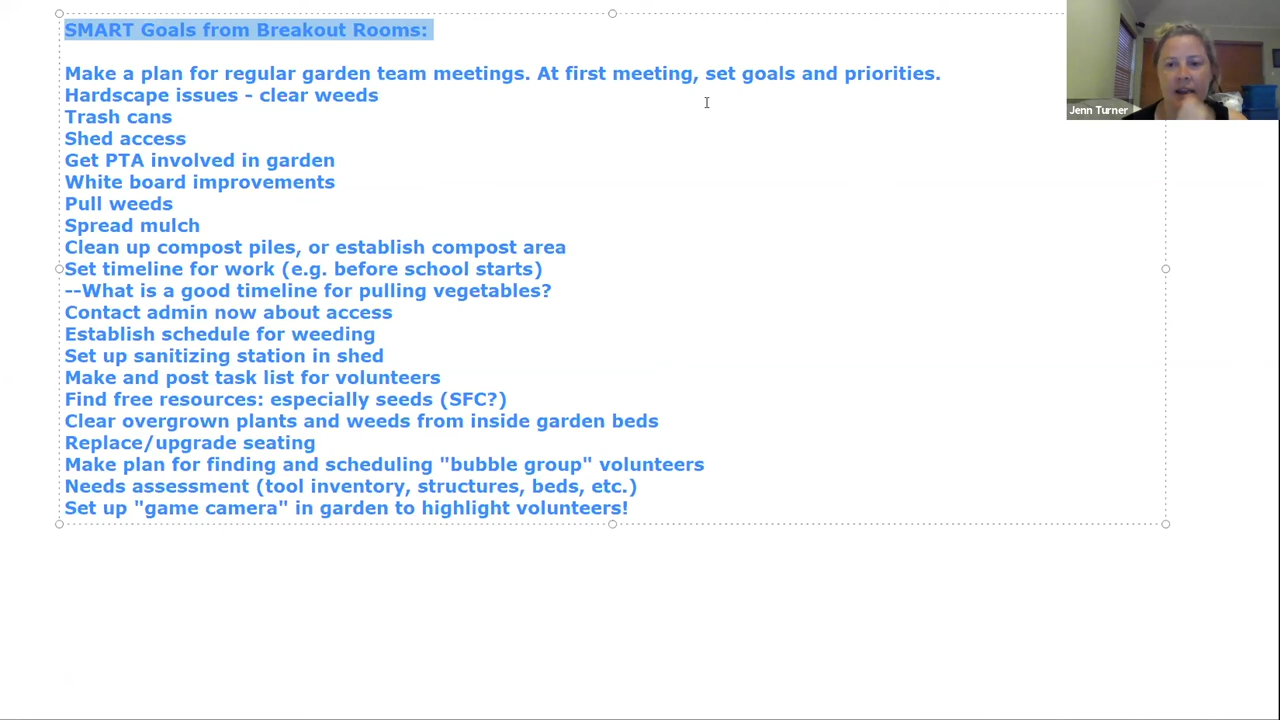 SMART Goals from Breakout Rooms:
Make a plan for regular garden team meetings. At first meeting, set goals and priorities.
Hardscape issues - clear weeds
Trash cans
Shed access
Get PTA involved in garden
White board improvements
Pull weeds
Spread mulch
Clean up compost piles, or establish compost area
Set timeline for work (e.g. before school starts)
--What is a good timeline for pulling vegetables?
Contact admin now about access
Establish schedule for weeding
Set up sanitizing station in shed
Make and post task list for volunteers
Find free resources: especially seeds (SFC?)
Clear overgrown plants and weeds from inside garden beds
Replace/upgrade seating
Make plan for finding and scheduling "bubble group" volunteers
Needs assessment (tool inventory, structures, beds, etc.)
Set up "game camera" in garden to highlight volunteers!
Jenn Turner